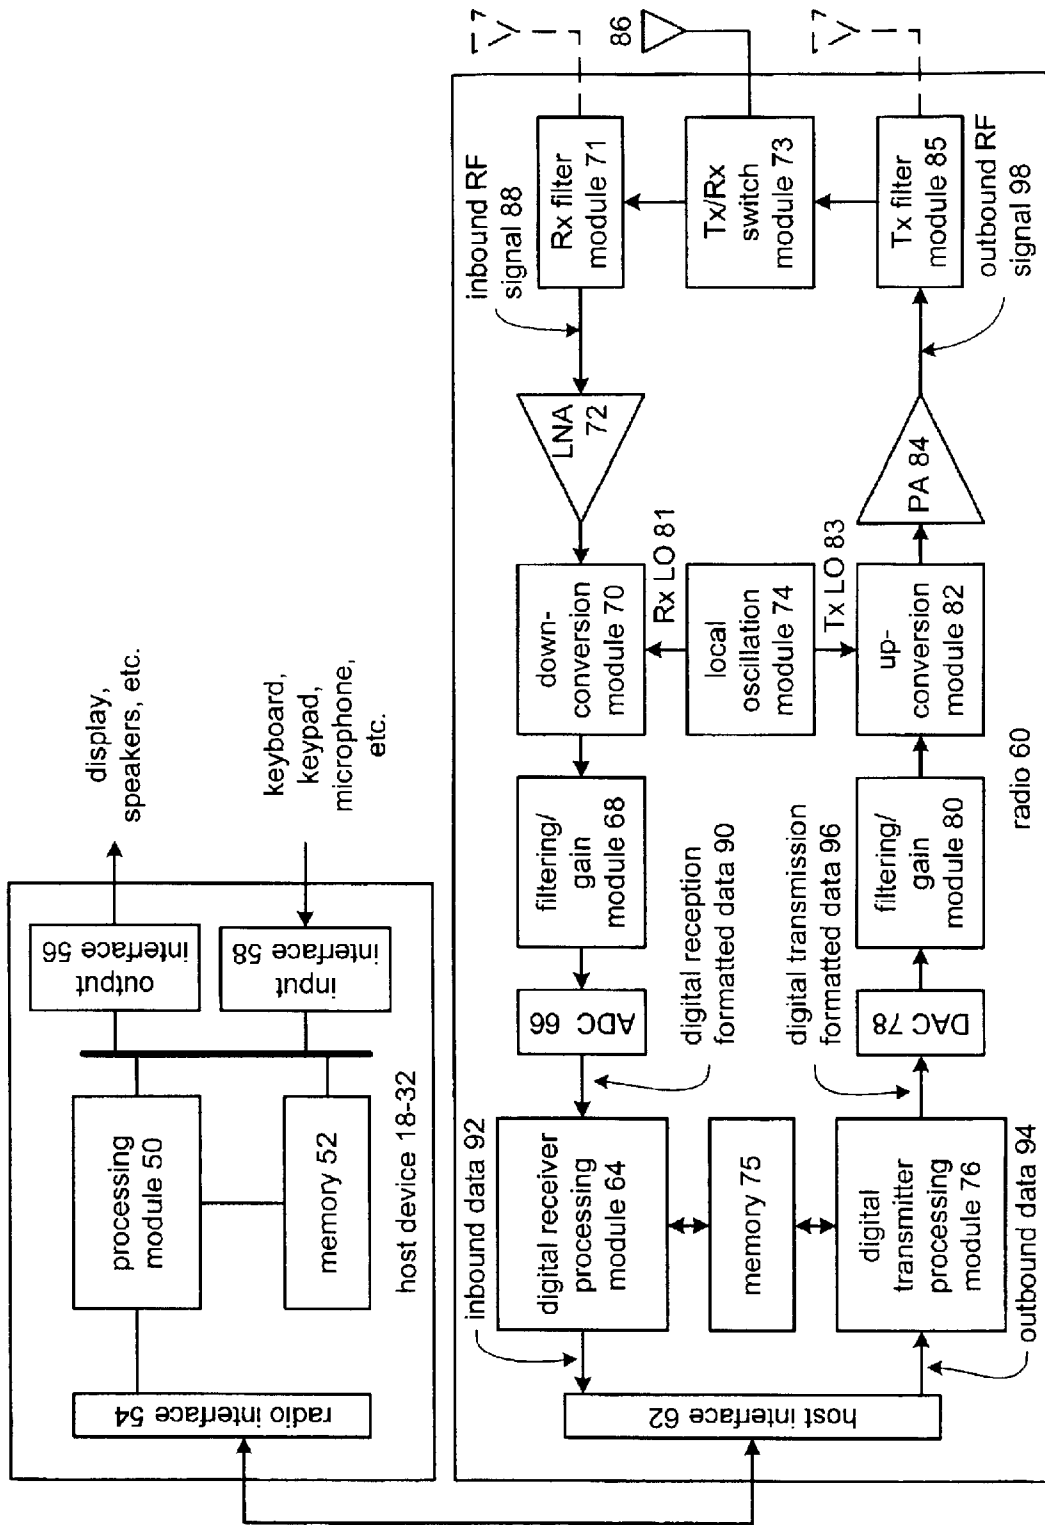 display,
speakers, etc.
keyboard,
keypad,
microphone,
etc.
output
interface 56
input
interface 58
processing
module 50
memory 52
radio interface 54
host device 18-32
86
inbound RF
signal 88
Rx filter
module 71
Tx/Rx
switch
module 73
Tx filter
module 85
outbound RF
signal 98
LNA
72
PA 84
down-
conversion
module 70
Rx LO 81
local
oscillation
module 74
Tx LO 83
up-
conversion
module 82
filtering/
gain
module 68
filtering/
gain
module 80
radio 60
ADC 66
digital reception
formatted data 90
digital transmission
formatted data 96
DAC 78
inbound data 92
digital receiver
processing
module 64
memory 75
digital
transmitter
processing
module 76
outbound data 94
host interface 62